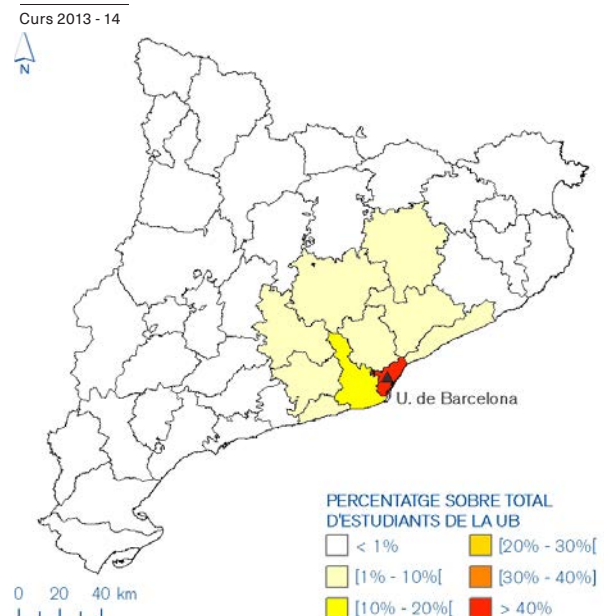 Curs 2013 - 14
N
U. de Barcelona
PERCENTATGE SOBRE TOTAL
D'ESTUDIANTS DE LA UB
< 1% [20% - 30%[
[1% - 10%[ [30% - 40%]
[10% - 20%[ > 40%
0 20 40 km